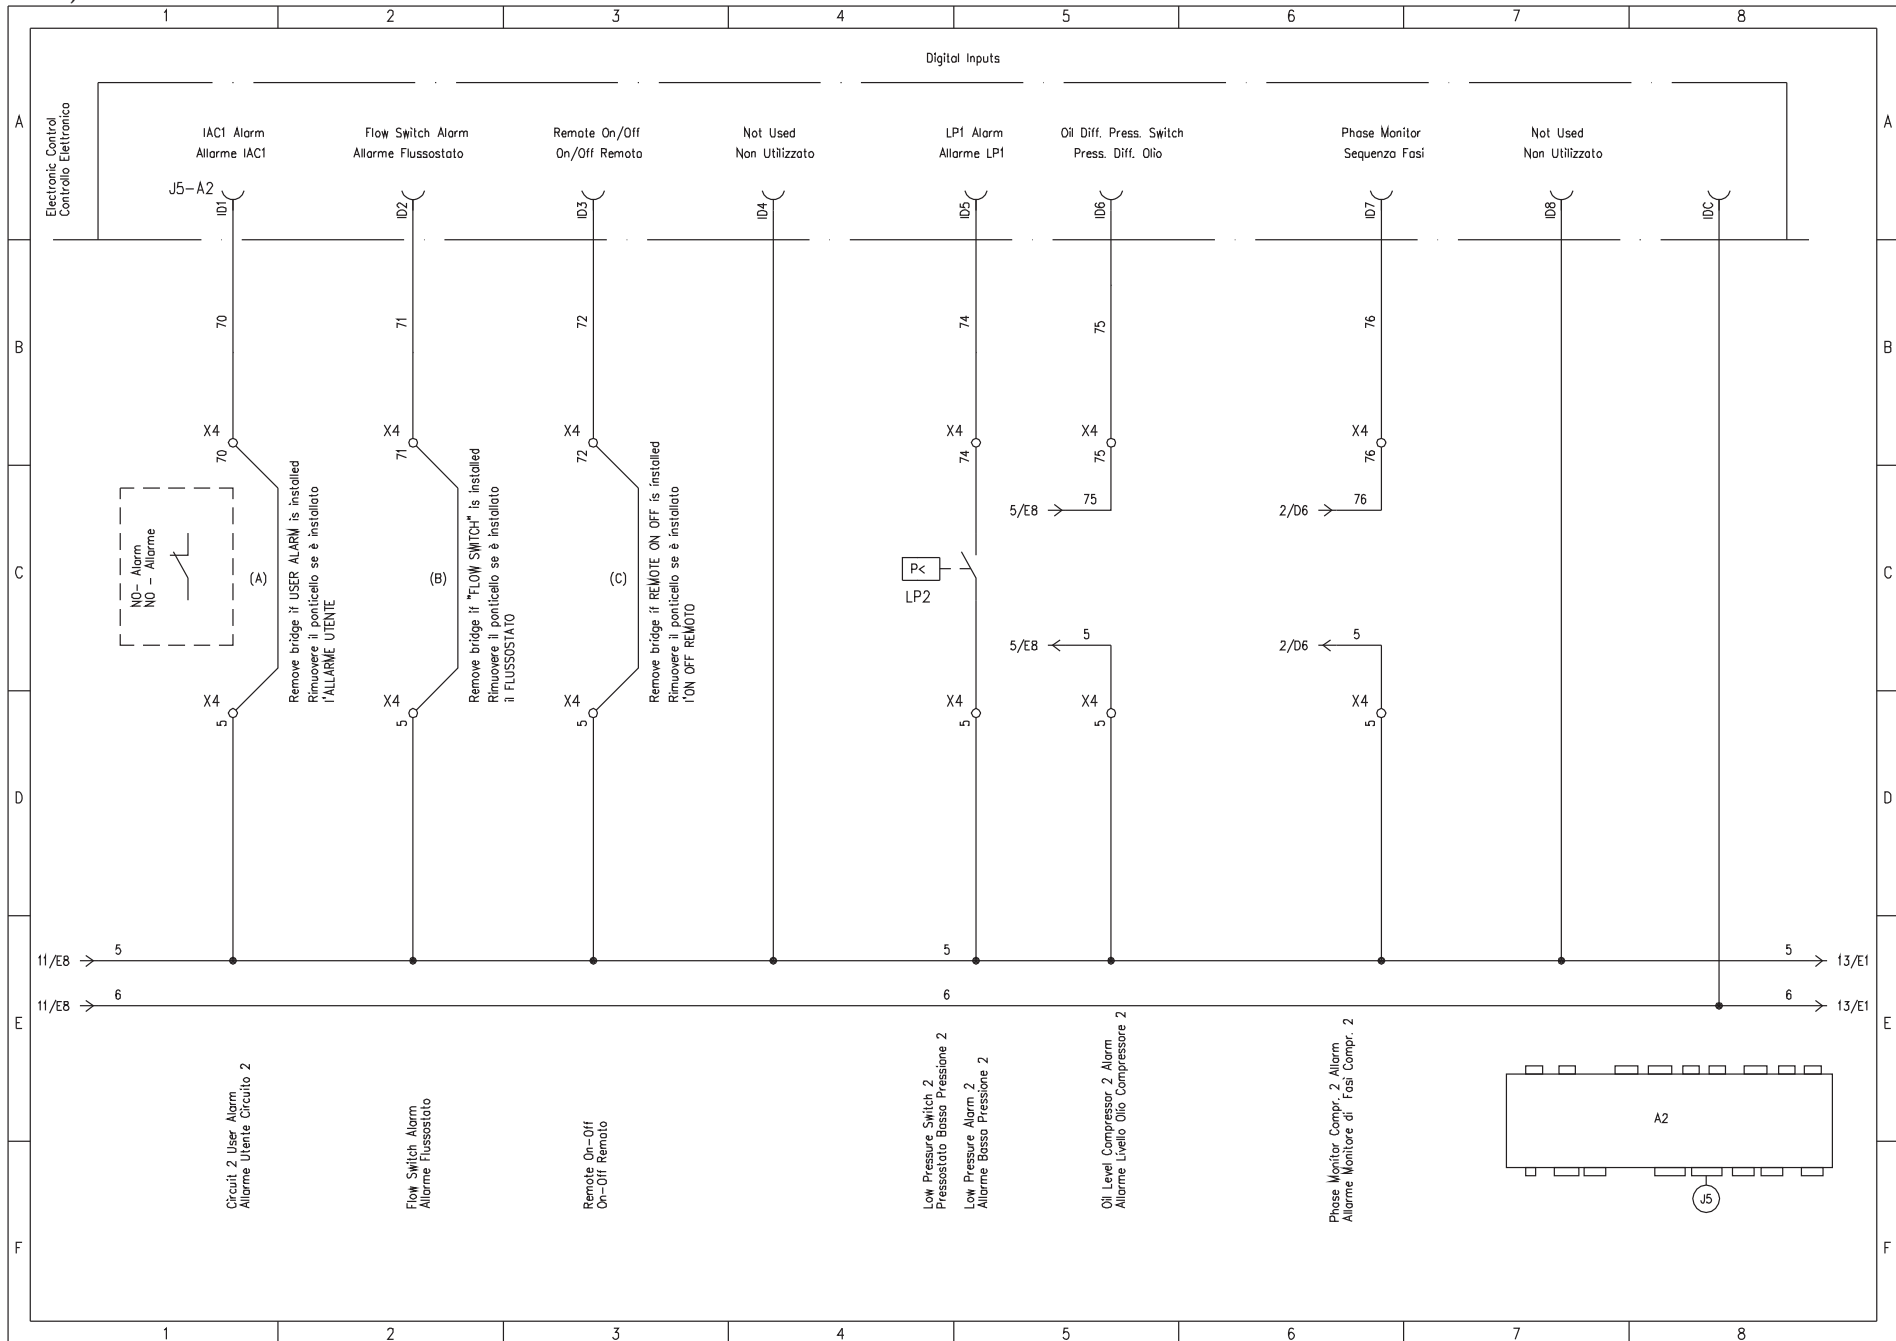 1 2 3 4 5 6 7 8
Digital Inputs
A A
Electronic Control
Controllo Elettronico
IAC1 Alarm
Allarme IAC1
Flow Switch Alarm
Allarme Flussostato
Remote On/Off
On/Off Remoto
Not Used
Non Utilizzato
LP1 Alarm
Allarme LP1
Oil Diff. Press. Switch
Press. Diff. Olio
Phase Monitor
Sequenza Fasi
Not Used
Non Utilizzato
J5-A2
ID1 ID2 ID3 ID4 ID5 ID6 ID7 ID8 IDC
B B
70 71 72 74 75 76
X4 X4 X4 X4 X4 X4
70 71 72 74 75 76
C C
NO- Alarm
NO - Allarme
(A)
Remove bridge if USER ALARM is installed
Rimuovere il ponticello se è installato
l'ALLARME UTENTE
(B)
Remove bridge if "FLOW SWITCH" is installed
Rimuovere il ponticello se è installato
il FLUSSOSTATO
(C)
Remove bridge if REMOTE ON OFF is installed
Rimuovere il ponticello se è installato
l'ON OFF REMOTO
5/E8 75
2/D6 76
P<
LP2
5/E8 5
2/D6 5
X4 X4 X4 X4 X4 X4
5 5 5 5 5 5
D D
11/E8 5 5 5 13/E1
11/E8 6 6 6 13/E1
E E
Circuit 2 User Alarm
Allarme Utente Circuito 2
Flow Switch Alarm
Allarme Flussostato
Remote On-Off
On-Off Remoto
Low Pressure Switch 2
Pressostato Bassa Pressione 2
Low Pressure Alarm 2
Allarme Bassa Pressione 2
Oil Level Compressor 2 Alarm
Allarme Livello Olio Compressore 2
Phase Monitor Compr. 2 Allarm
Allarme Monitore di Fasi Compr. 2
A2
J5
F F
1 2 3 4 5 6 7 8